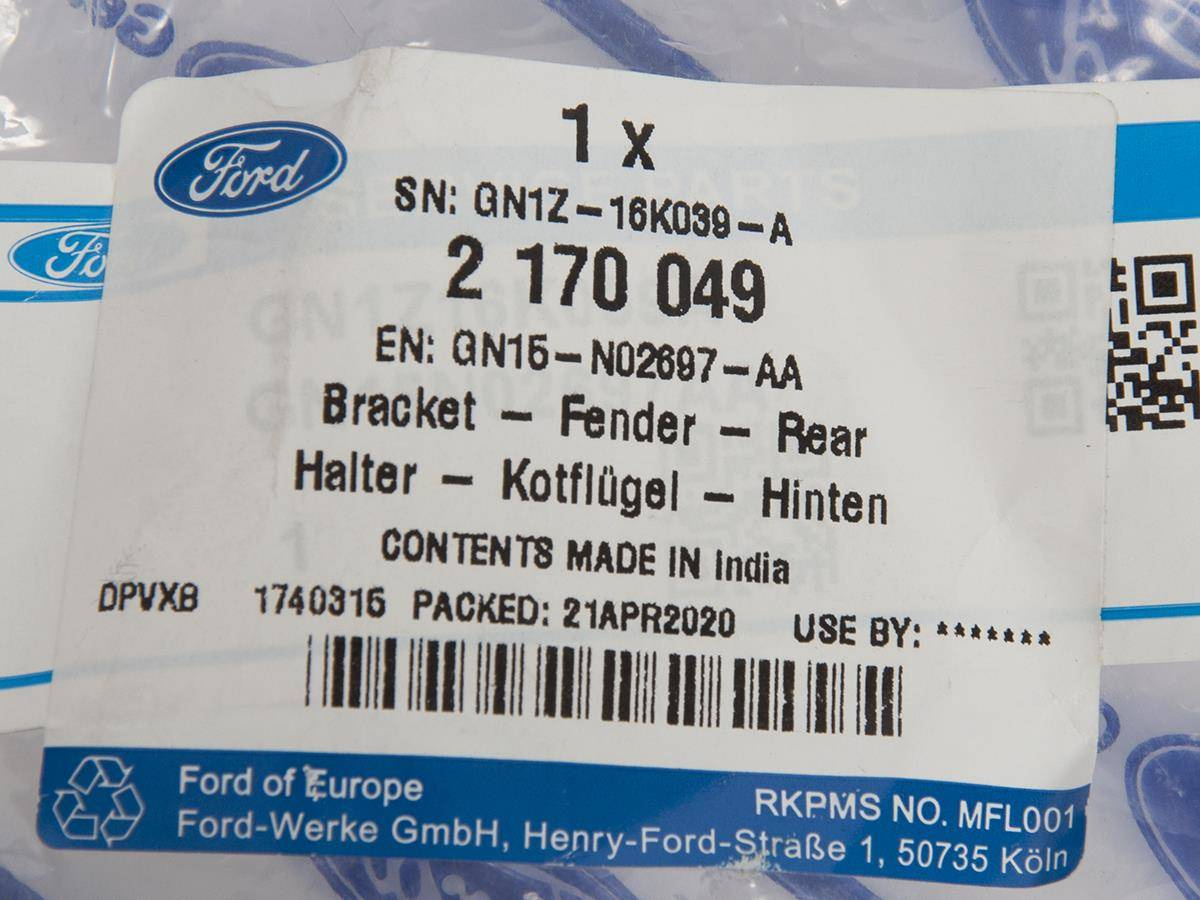 Ford
1 x
SN: GN1Z-16K039-A
2 170 049
EN: GN15-N02697-AA
Bracket - Fender - Rear
Halter - Kotflügel - Hinten
CONTENTS MADE IN India
DPVXB 1740315 PACKED: 21APR2020 USE BY: *******
Ford of Europe
RKPMS NO. MFL001
Ford-Werke GmbH, Henry-Ford-Straße 1, 50735 Köln